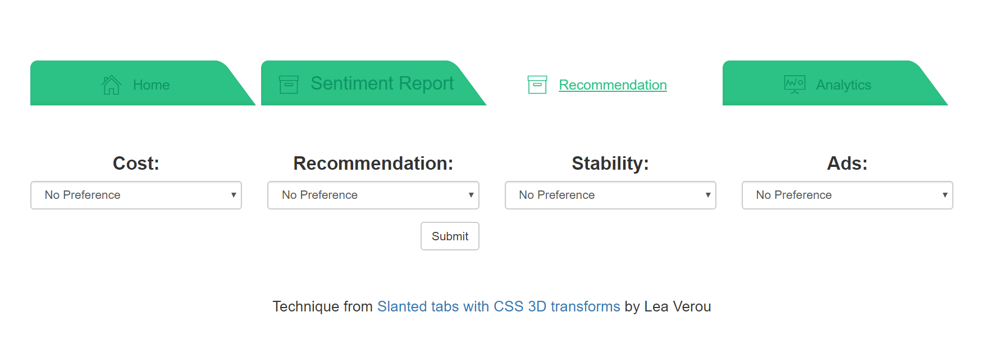 Home Sentiment Report Recommendation Analytics
Cost: Recommendation: Stability: Ads:
No Preference No Preference No Preference No Preference
Submit
Technique from Slanted tabs with CSS 3D transforms by Lea Verou